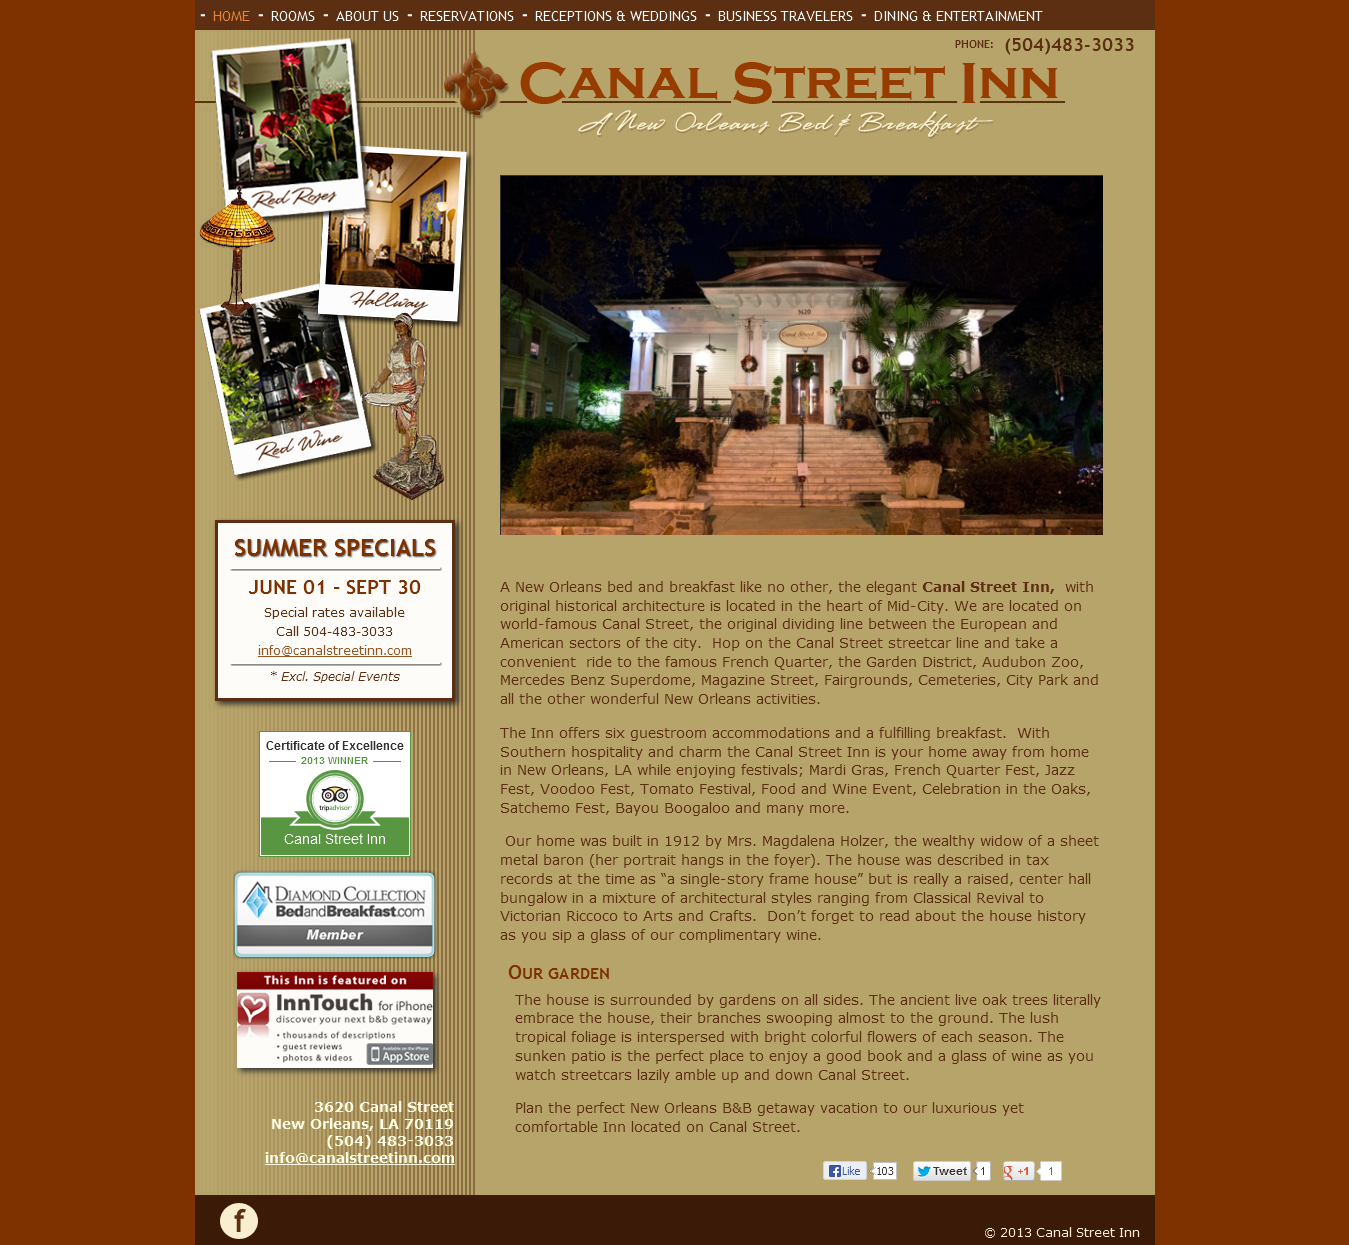 - HOME - ROOMS - ABOUT US - RESERVATIONS - RECEPTIONS & WEDDINGS - BUSINESS TRAVELERS - DINING & ENTERTAINMENT
PHONE: (504)483-3033
CANAL STREET INN
A New Orleans Bed & Breakfast
Red Roses
Hallway
Red Wine
3620
Canal Street Inn
SUMMER SPECIALS
JUNE 01 - SEPT 30
Special rates available
Call 504-483-3033
info@canalstreetinn.com
* Excl. Special Events
Certificate of Excellence
2013 WINNER
tripadvisor
Canal Street Inn
DIAMOND COLLECTION
BedandBreakfast.com
Member
This Inn is featured on
InnTouch for iPhone
discover your next b&b getaway
• thousands of descriptions
• guest reviews
• photos & videos
Available on the iPhone
App Store
3620 Canal Street
New Orleans, LA 70119
(504) 483-3033
info@canalstreetinn.com
A New Orleans bed and breakfast like no other, the elegant Canal Street Inn,  with
original historical architecture is located in the heart of Mid-City. We are located on
world-famous Canal Street, the original dividing line between the European and
American sectors of the city.  Hop on the Canal Street streetcar line and take a
convenient  ride to the famous French Quarter, the Garden District, Audubon Zoo,
Mercedes Benz Superdome, Magazine Street, Fairgrounds, Cemeteries, City Park and
all the other wonderful New Orleans activities.
The Inn offers six guestroom accommodations and a fulfilling breakfast.  With
Southern hospitality and charm the Canal Street Inn is your home away from home
in New Orleans, LA while enjoying festivals; Mardi Gras, French Quarter Fest, Jazz
Fest, Voodoo Fest, Tomato Festival, Food and Wine Event, Celebration in the Oaks,
Satchemo Fest, Bayou Boogaloo and many more.
Our home was built in 1912 by Mrs. Magdalena Holzer, the wealthy widow of a sheet
metal baron (her portrait hangs in the foyer). The house was described in tax
records at the time as “a single-story frame house” but is really a raised, center hall
bungalow in a mixture of architectural styles ranging from Classical Revival to
Victorian Riccoco to Arts and Crafts.  Don’t forget to read about the house history
as you sip a glass of our complimentary wine.
OUR GARDEN
The house is surrounded by gardens on all sides. The ancient live oak trees literally
embrace the house, their branches swooping almost to the ground. The lush
tropical foliage is interspersed with bright colorful flowers of each season. The
sunken patio is the perfect place to enjoy a good book and a glass of wine as you
watch streetcars lazily amble up and down Canal Street.
Plan the perfect New Orleans B&B getaway vacation to our luxurious yet
comfortable Inn located on Canal Street.
f Like 103 Tweet 1 g +1 1
f
© 2013 Canal Street Inn